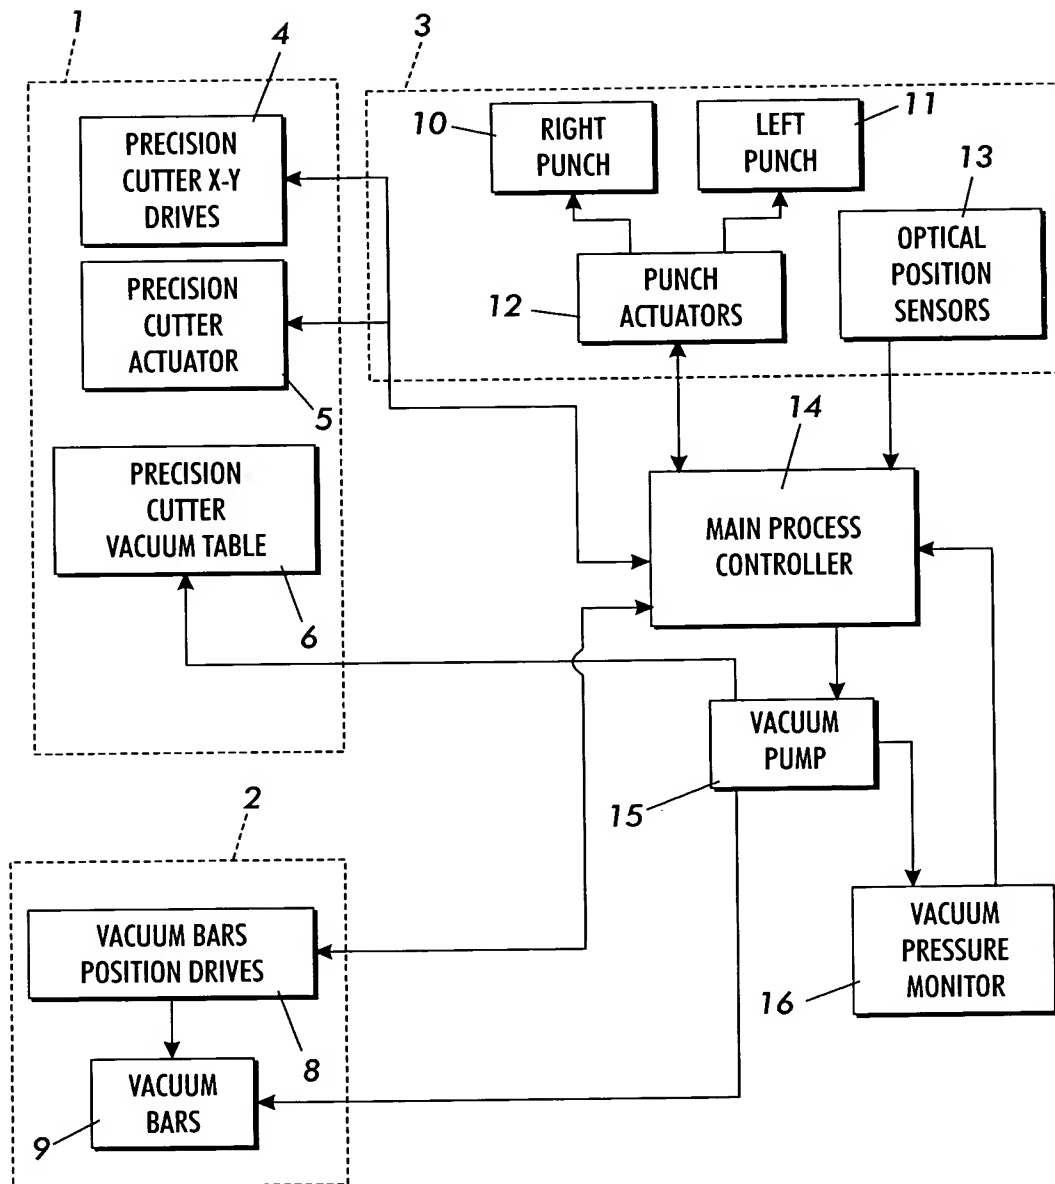 1
4
PRECISION
CUTTER X-Y
DRIVES
PRECISION
CUTTER
ACTUATOR
5
PRECISION
CUTTER
VACUUM TABLE
6
3
10
RIGHT
PUNCH
LEFT
PUNCH
11
13
12
PUNCH
ACTUATORS
OPTICAL
POSITION
SENSORS
14
MAIN PROCESS
CONTROLLER
VACUUM
PUMP
15
VACUUM
PRESSURE
MONITOR
16
2
VACUUM BARS
POSITION DRIVES
8
VACUUM
BARS
9